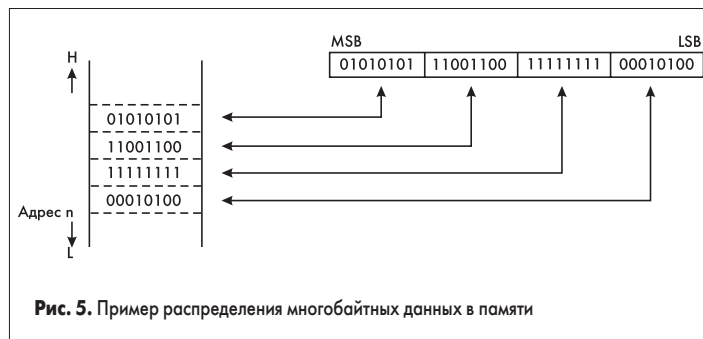 H
MSB LSB
01010101 11001100 11111111 00010100
01010101
11001100
11111111
00010100
Адрес n
L
Рис. 5. Пример распределения многобайтных данных в памяти